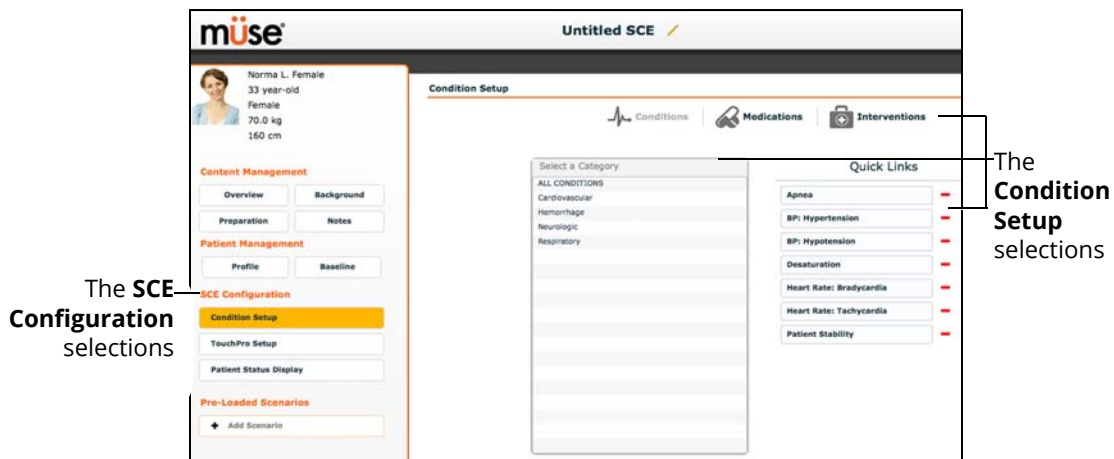 müse
Untitled SCE
Norma L. Female
33 year-old
Female
70.0 kg
160 cm
Content Management
Overview
Background
Preparation
Notes
Patient Management
Profile
Baseline
SCE Configuration
Condition Setup
TouchPro Setup
Patient Status Display
Pre-Loaded Scenarios
+ Add Scenario
Condition Setup
Conditions
Medications
Interventions
Select a Category
ALL CONDITIONS
Cardiovascular
Hemorrhage
Neurologic
Respiratory
Quick Links
Apnea
BP: Hypertension
BP: Hypotension
Desaturation
Heart Rate: Bradycardia
Heart Rate: Tachycardia
Patient Stability
The SCE
Configuration
selections
The
Condition
Setup
selections